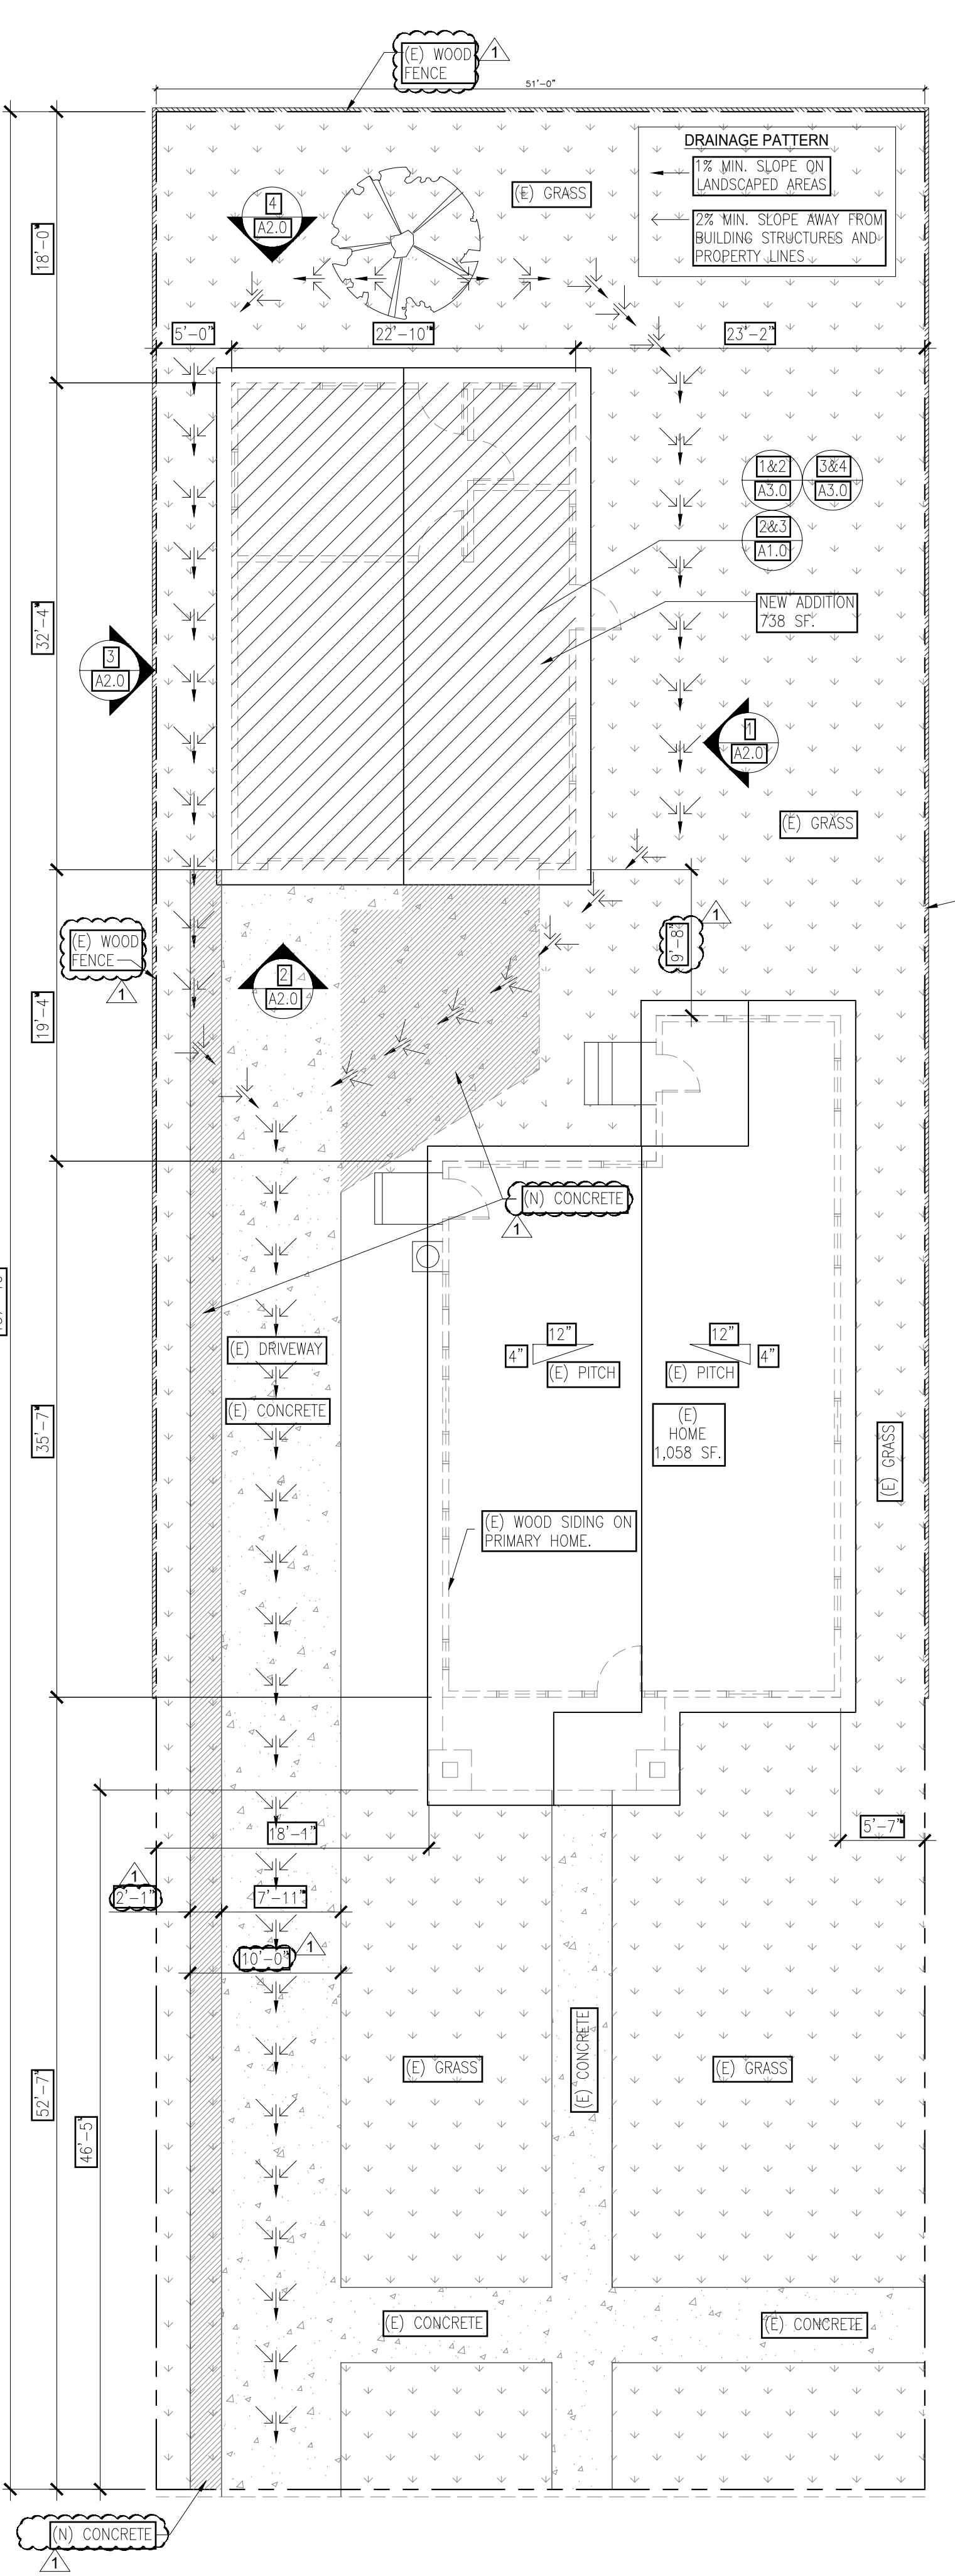 (E) WOOD
FENCE
1
51'-0"
DRAINAGE PATTERN
1% MIN. SLOPE ON
LANDSCAPED AREAS
2% MIN. SLOPE AWAY FROM
BUILDING STRUCTURES AND
PROPERTY LINES
(E) GRASS
4
A2.0
18'-0"
5'-0"
22'-10"
23'-2"
1&2
A3.0
3&4
A3.0
2&3
A1.0
NEW ADDITION
738 SF.
32'-4"
3
A2.0
1
A2.0
(E) GRASS
(E) WOOD
FENCE
1
9'-8"
1
2
A2.0
19'-4"
(N) CONCRETE
1
(E) DRIVEWAY
(E) CONCRETE
12"
4"
(E) PITCH
12"
4"
(E) PITCH
(E)
HOME
1,058 SF.
35'-7"
(E) GRASS
(E) WOOD SIDING ON
PRIMARY HOME.
18'-1"
5'-7"
1
2'-1"
7'-11"
10'-0"
1
52'-7"
46'-5"
(E) GRASS
(E) CONCRETE
(E) GRASS
(E) CONCRETE
(E) CONCRETE
(N) CONCRETE
1